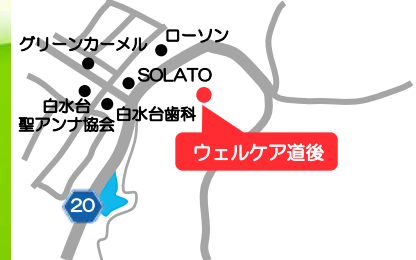 ローソン
グリーンカーメル
SOLATO
白水台
聖アンナ協会
白水台歯科
ウェルケア道後
20